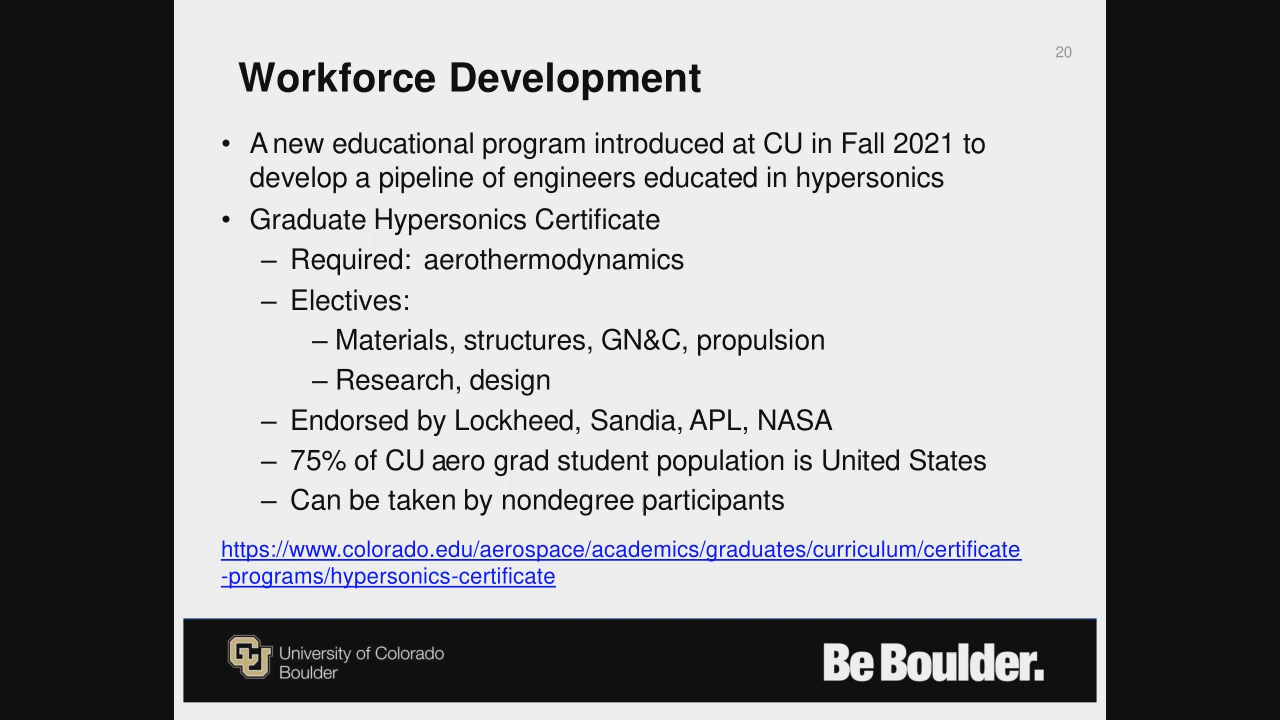 20
Workforce Development
• A new educational program introduced at CU in Fall 2021 to
develop a pipeline of engineers educated in hypersonics
• Graduate Hypersonics Certificate
– Required: aerothermodynamics
– Electives:
– Materials, structures, GN&C, propulsion
– Research, design
– Endorsed by Lockheed, Sandia, APL, NASA
– 75% of CU aero grad student population is United States
– Can be taken by nondegree participants
https://www.colorado.edu/aerospace/academics/graduates/curriculum/certificate
-programs/hypersonics-certificate
CU University of Colorado
Boulder
Be Boulder.